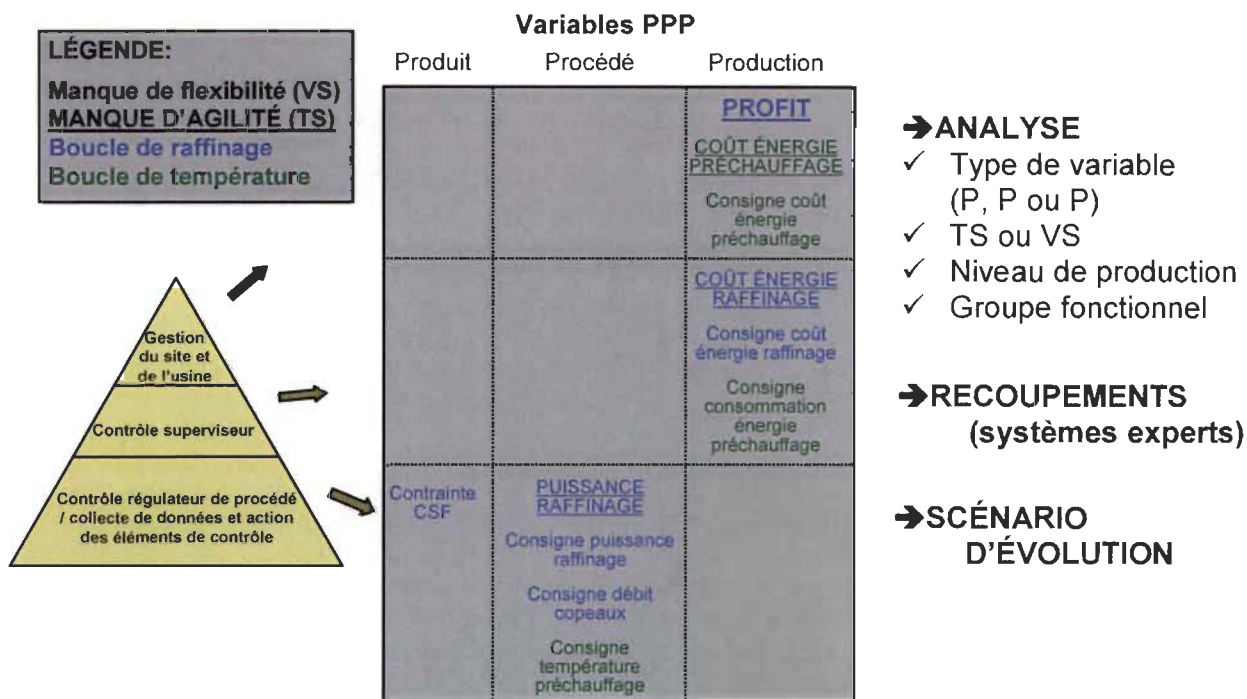 Variables PPP
LÉGENDE:
Manque de flexibilité (VS)
MANQUE D'AGILITÉ (TS)
Boucle de raffinage
Boucle de température
Produit
Procédé
Production
PROFIT
COÛT ÉNERGIE
PRÉCHAUFFAGE
Consigne coût
énergie
préchauffage
COÛT ÉNERGIE
RAFFINAGE
Consigne coût
énergie raffinage
Consigne
consommation
énergie
préchauffage
Contrainte
CSF
PUISSANCE
RAFFINAGE
Consigne puissance
raffinage
Consigne débit
copeaux
Consigne
température
préchauffage
Gestion
du site et
de l'usine
Contrôle superviseur
Contrôle régulateur de procédé
/ collecte de données et action
des éléments de contrôle
➔ANALYSE
✓ Type de variable
(P, P ou P)
✓ TS ou VS
✓ Niveau de production
✓ Groupe fonctionnel
➔RECOUPEMENTS
(systèmes experts)
➔SCÉNARIO
D'ÉVOLUTION